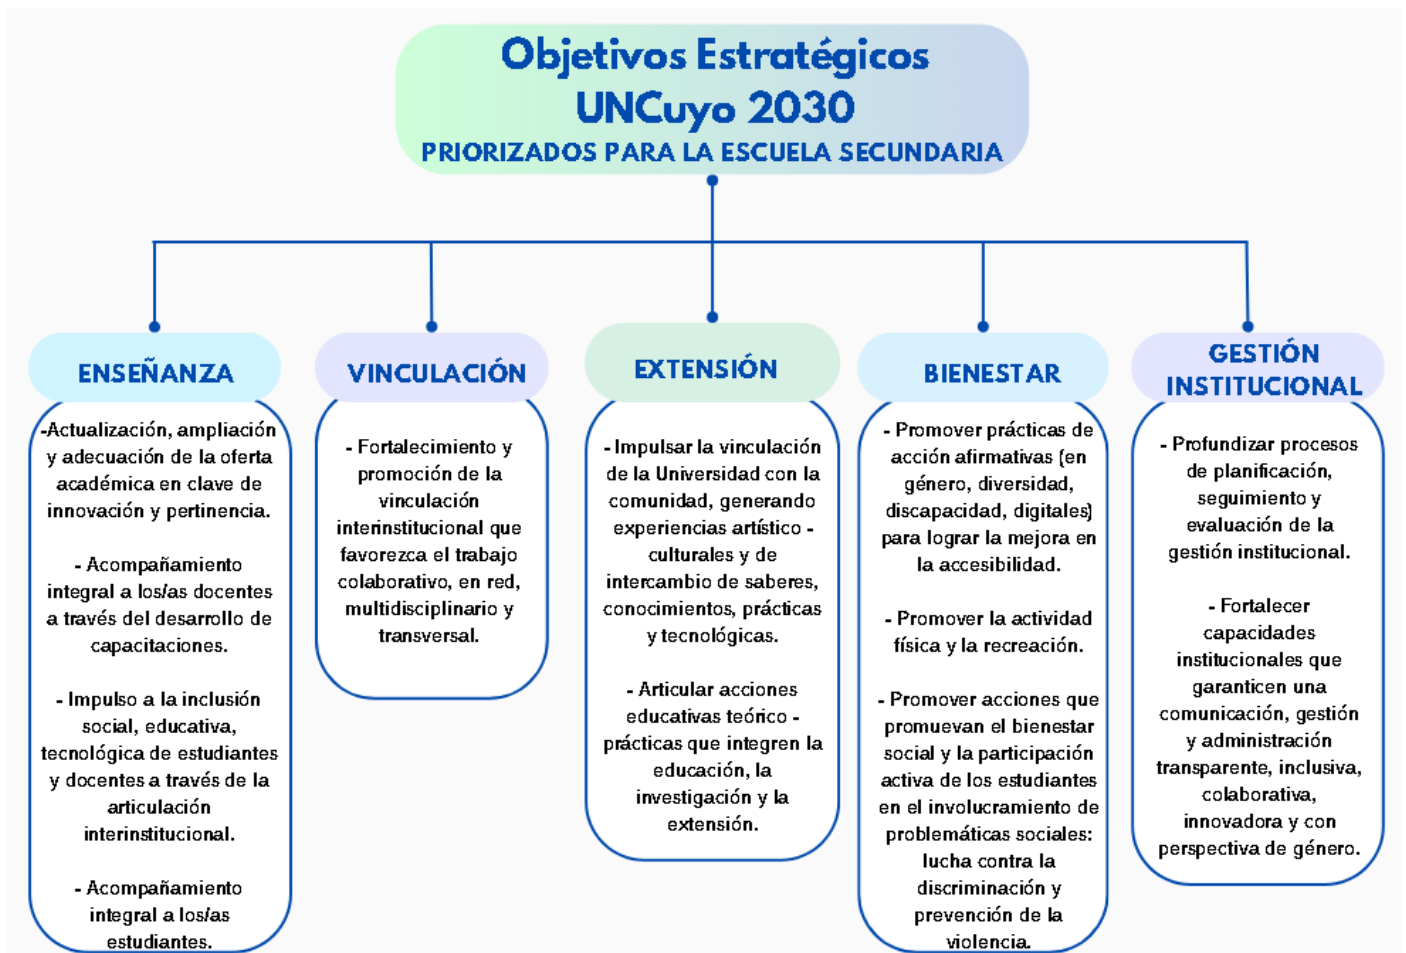 Objetivos Estratégicos
UNCuyo 2030
PRIORIZADOS PARA LA ESCUELA SECUNDARIA
ENSEÑANZA
-Actualización, ampliación
y adecuación de la oferta
académica en clave de
innovación y pertinencia.
- Acompañamiento
integral a los/as docentes
a través del desarrollo de
capacitaciones.
- Impulso a la inclusión
social, educativa,
tecnológica de estudiantes
y docentes a través de la
articulación
interinstitucional.
- Acompañamiento
integral a los/as
estudiantes.
VINCULACIÓN
- Fortalecimiento y
promoción de la
vinculación
interinstitucional que
favorezca el trabajo
colaborativo, en red,
multidisciplinario y
transversal.
EXTENSIÓN
- Impulsar la vinculación
de la Universidad con la
comunidad, generando
experiencias artístico -
culturales y de
intercambio de saberes,
conocimientos, prácticas
y tecnológicas.
- Articular acciones
educativas teórico -
prácticas que integren la
educación, la
investigación y la
extensión.
BIENESTAR
- Promover prácticas de
acción afirmativas (en
género, diversidad,
discapacidad, digitales)
para lograr la mejora en
la accesibilidad.
- Promover la actividad
física y la recreación.
- Promover acciones que
promuevan el bienestar
social y la participación
activa de los estudiantes
en el involucramiento de
problemáticas sociales:
lucha contra la
discriminación y
prevención de la
violencia.
GESTIÓN
INSTITUCIONAL
- Profundizar procesos
de planificación,
seguimiento y
evaluación de la
gestión institucional.
- Fortalecer
capacidades
institucionales que
garanticen una
comunicación, gestión
y administración
transparente, inclusiva,
colaborativa,
innovadora y con
perspectiva de género.